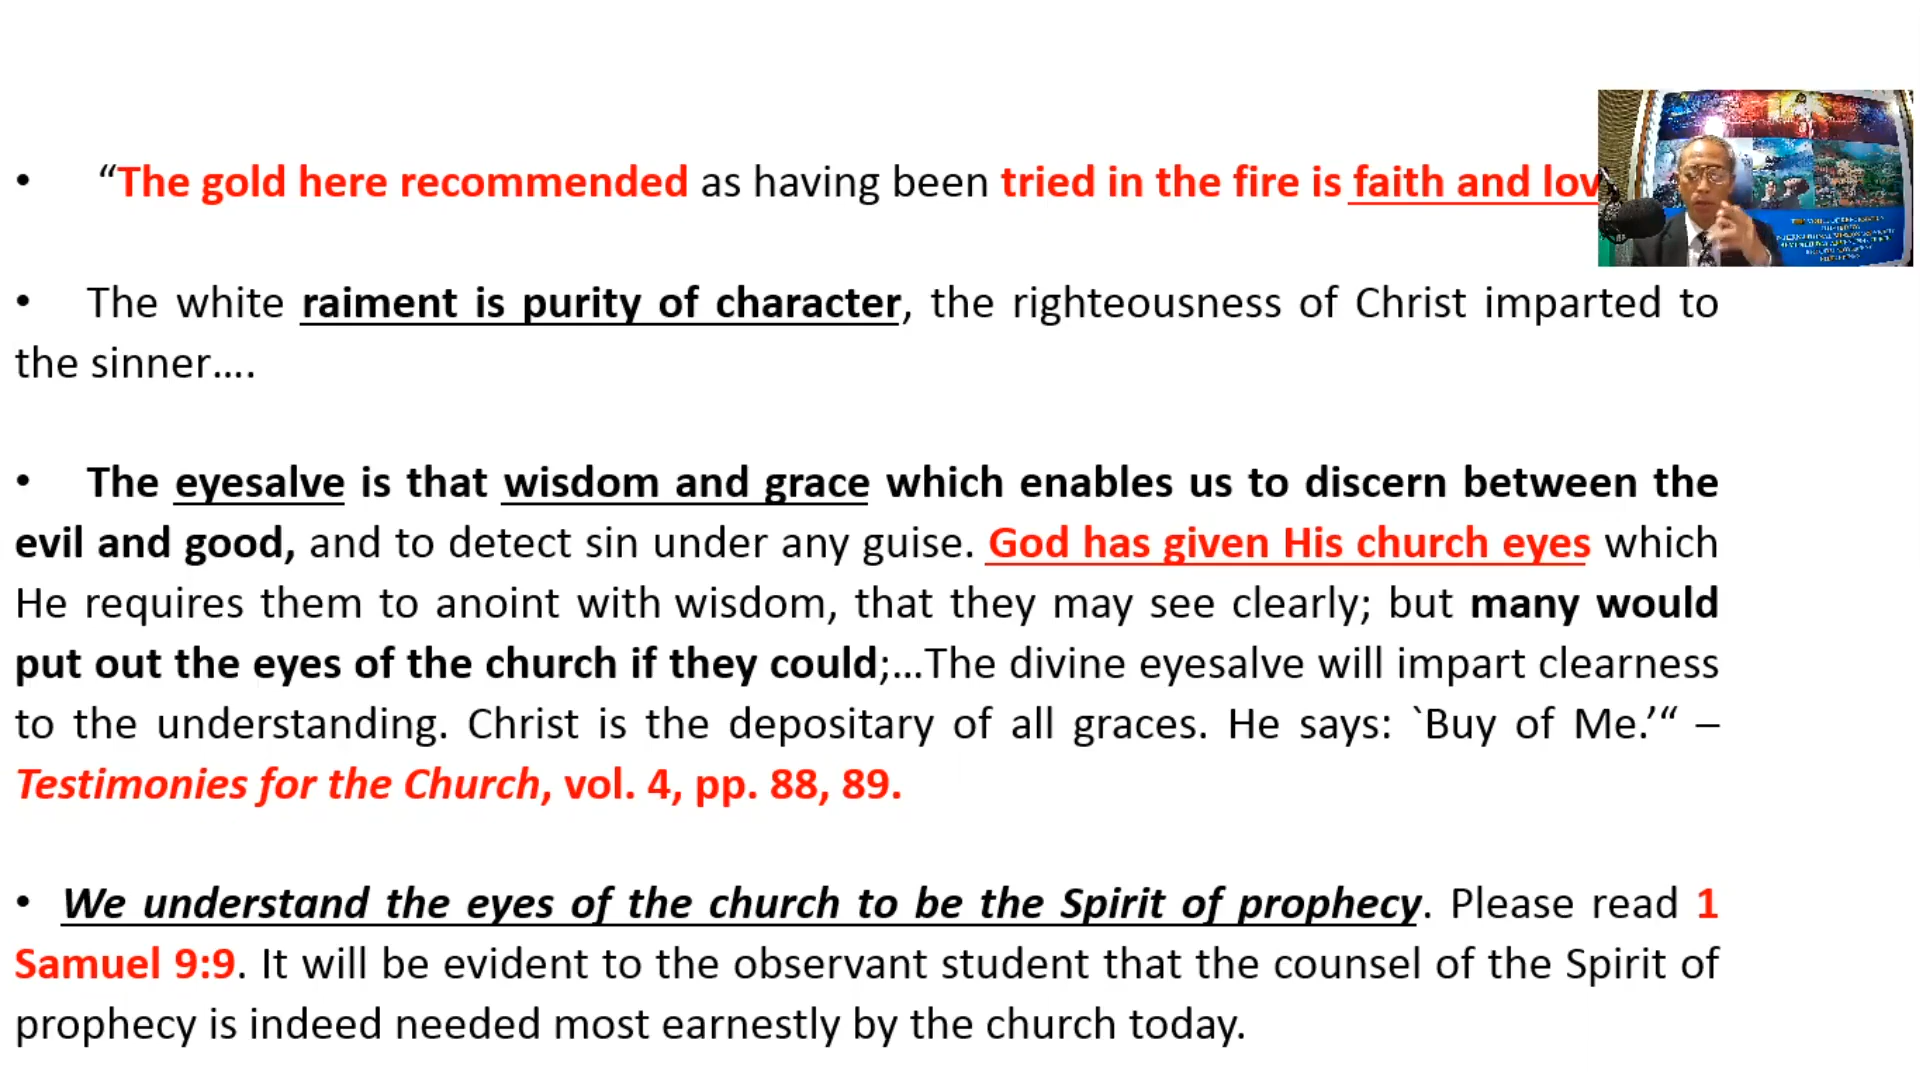 • “The gold here recommended as having been tried in the fire is faith and lov
• The white raiment is purity of character, the righteousness of Christ imparted to
the sinner....
• The eyesalve is that wisdom and grace which enables us to discern between the
evil and good, and to detect sin under any guise. God has given His church eyes which
He requires them to anoint with wisdom, that they may see clearly; but many would
put out the eyes of the church if they could;...The divine eyesalve will impart clearness
to the understanding. Christ is the depositary of all graces. He says: `Buy of Me.’“ –
Testimonies for the Church, vol. 4, pp. 88, 89.
• We understand the eyes of the church to be the Spirit of prophecy. Please read 1
Samuel 9:9. It will be evident to the observant student that the counsel of the Spirit of
prophecy is indeed needed most earnestly by the church today.